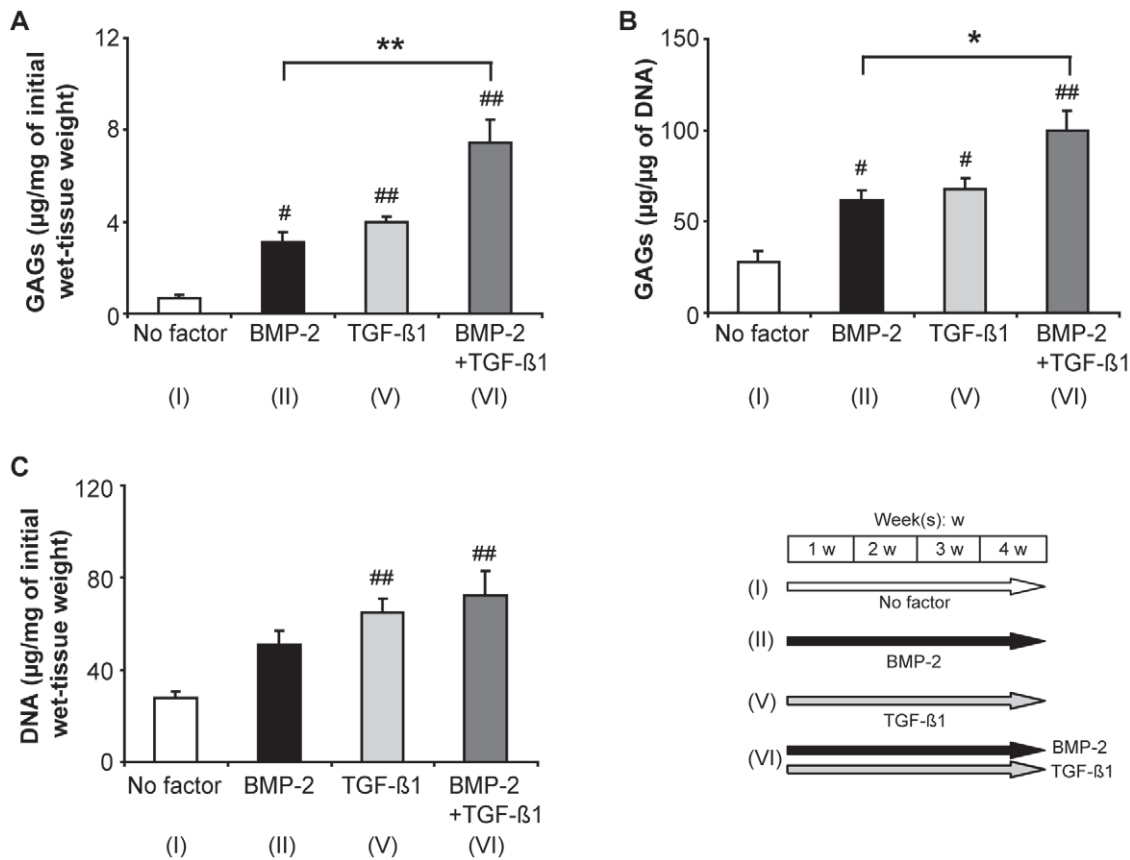 A
GAGs (µg/mg of initial
wet-tissue weight)
12
8
4
0
**
#
##
##
No factor
BMP-2
TGF-ß1
BMP-2
+TGF-ß1
(I)
(II)
(V)
(VI)
B
GAGs (µg/µg of DNA)
150
100
50
0
*
#
#
##
No factor
BMP-2
TGF-ß1
BMP-2
+TGF-ß1
(I)
(II)
(V)
(VI)
C
DNA (µg/mg of initial
wet-tissue weight)
120
80
40
0
##
##
No factor
BMP-2
TGF-ß1
BMP-2
+TGF-ß1
(I)
(II)
(V)
(VI)
Week(s): w
1 w 2 w 3 w 4 w
(I)
No factor
(II)
BMP-2
(V)
TGF-ß1
(VI)
BMP-2
TGF-ß1